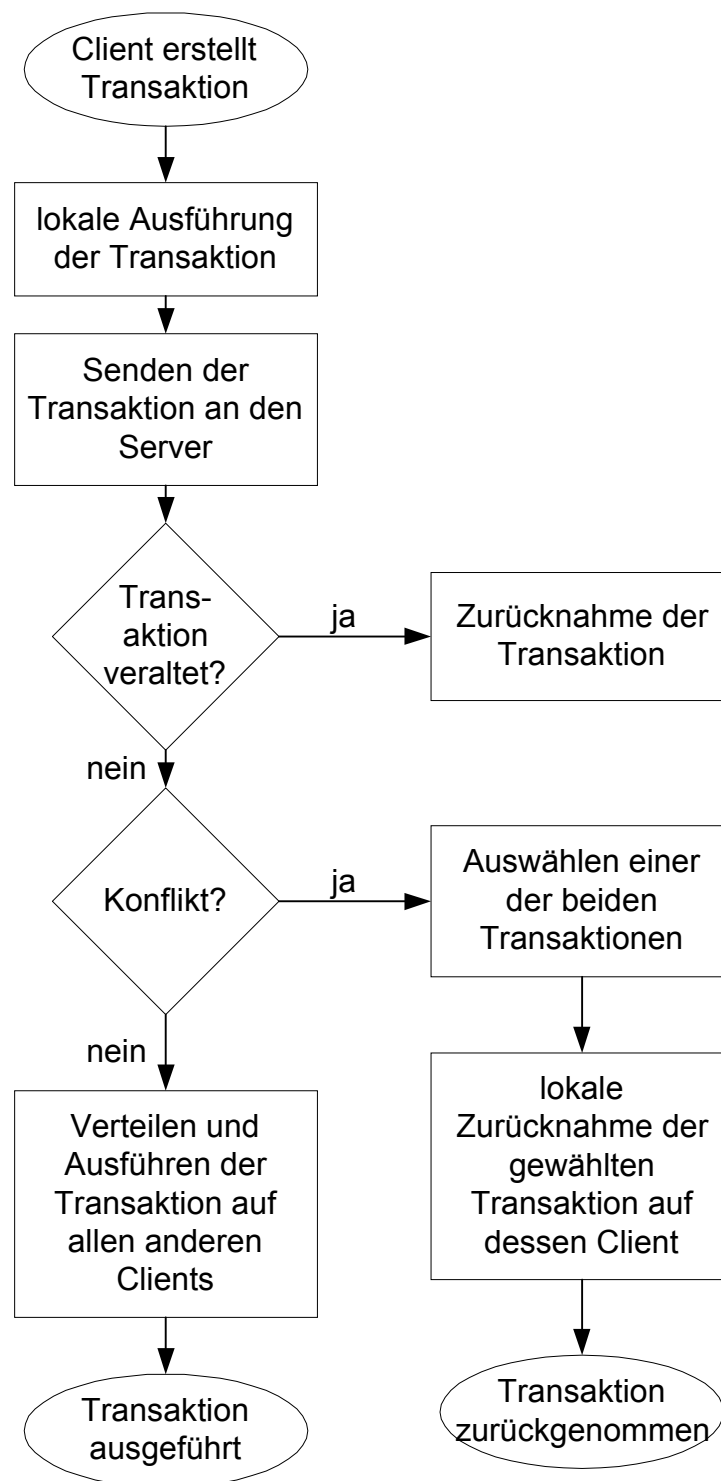 Client erstellt
Transaktion
lokale Ausführung
der Transaktion
Senden der
Transaktion an den
Server
Trans-
aktion
veraltet?
ja
Zurücknahme der
Transaktion
nein
Konflikt?
ja
Auswählen einer
der beiden
Transaktionen
nein
Verteilen und
Ausführen der
Transaktion auf
allen anderen
Clients
lokale
Zurücknahme der
gewählten
Transaktion auf
dessen Client
Transaktion
ausgeführt
Transaktion
zurückgenommen